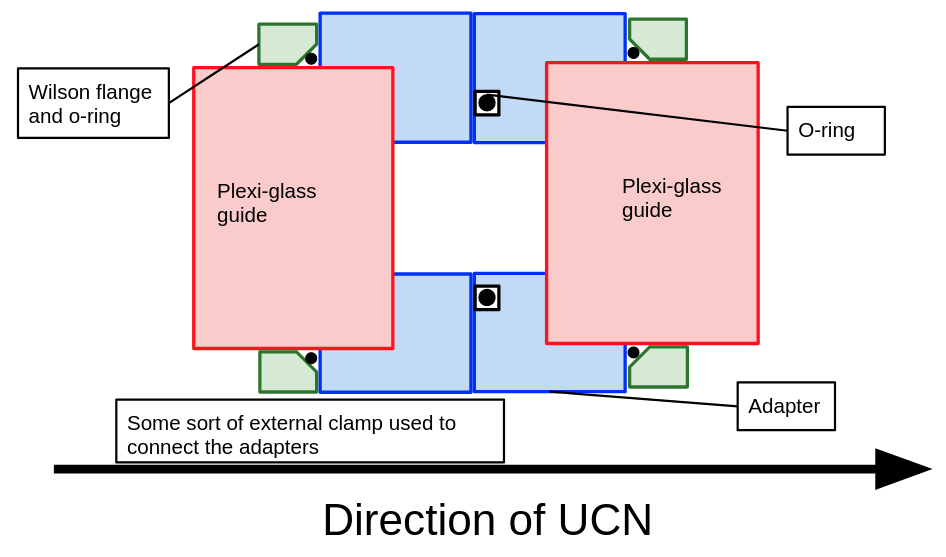 Wilson flange
and o-ring
O-ring
Plexi-glass
guide
Plexi-glass
guide
Adapter
Some sort of external clamp used to
connect the adapters
Direction of UCN